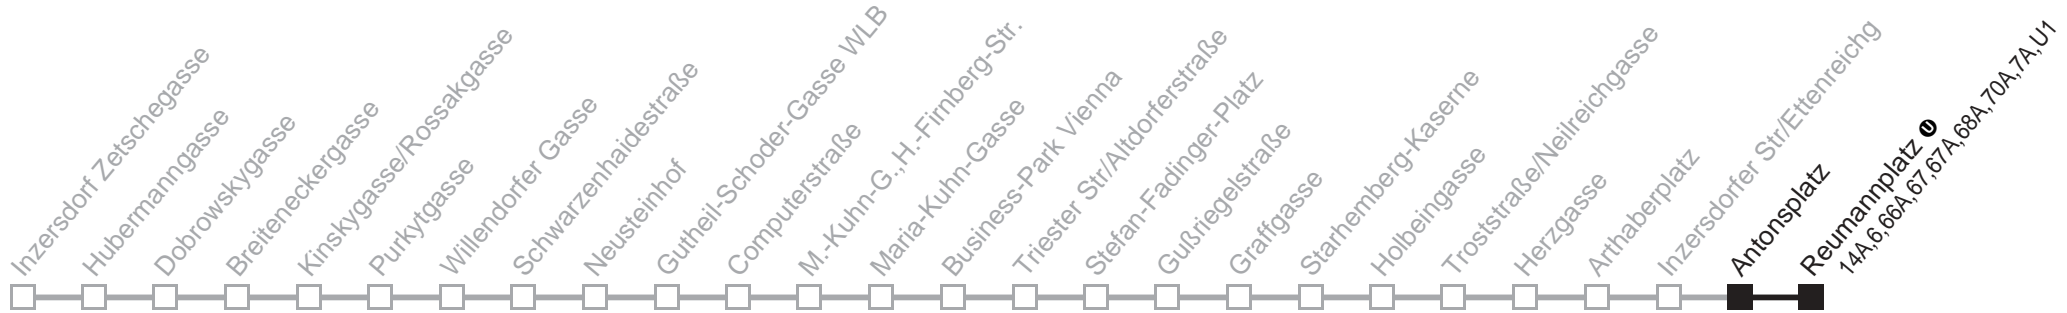 Inzersdorf Zetschegasse
Hubermanngasse
Dobrowskygasse
Breiteneckergasse
Kinskygasse/Rossakgasse
Purkytgasse
Willendorfer Gasse
Schwarzenhaidestraße
Neusteinhof
Gutheil-Schoder-Gasse WLB
Computerstraße
M.-Kuhn-G.,H.-Firnberg-Str.
Maria-Kuhn-Gasse
Business-Park Vienna
Triester Str/Altdorferstraße
Stefan-Fadinger-Platz
Gußriegelstraße
Graffgasse
Starhemberg-Kaserne
Holbeingasse
Troststraße/Neilreichgasse
Herzgasse
Arthaberplatz
Inzersdorfer Str/Ettenreichg
Antonsplatz
Reumannplatz U
14A,6,66A,67,67A,68A,70A,7A,U1